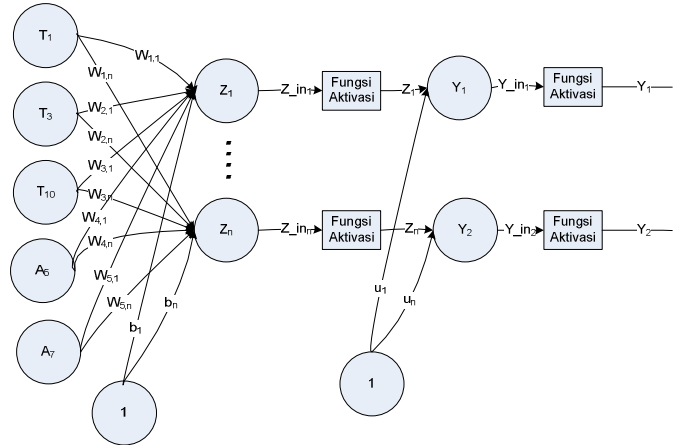 T1
W1,1
W1,n
Z1
Z_in1
Fungsi
Aktivasi
Z1
Y1
Y_in1
Fungsi
Aktivasi
Y1
T3
W2,1
W2,n
T10
W3,1
W3,n
W4,1
Zn
Z_inn
Fungsi
Aktivasi
Zn
Y2
Y_in2
Fungsi
Aktivasi
Y2
A5
W4,n
W5,1
W5,n
A7
b1
bn
u1
un
1
1